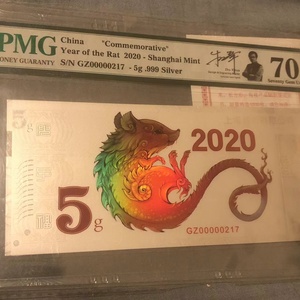 PMG
MONEY GUARANTY
China "Commemorative"
Year of the Rat 2020 - Shanghai Mint
S/N GZ00000217 - 5g .999 Silver
70
5g
2020
5g
GZ00000217